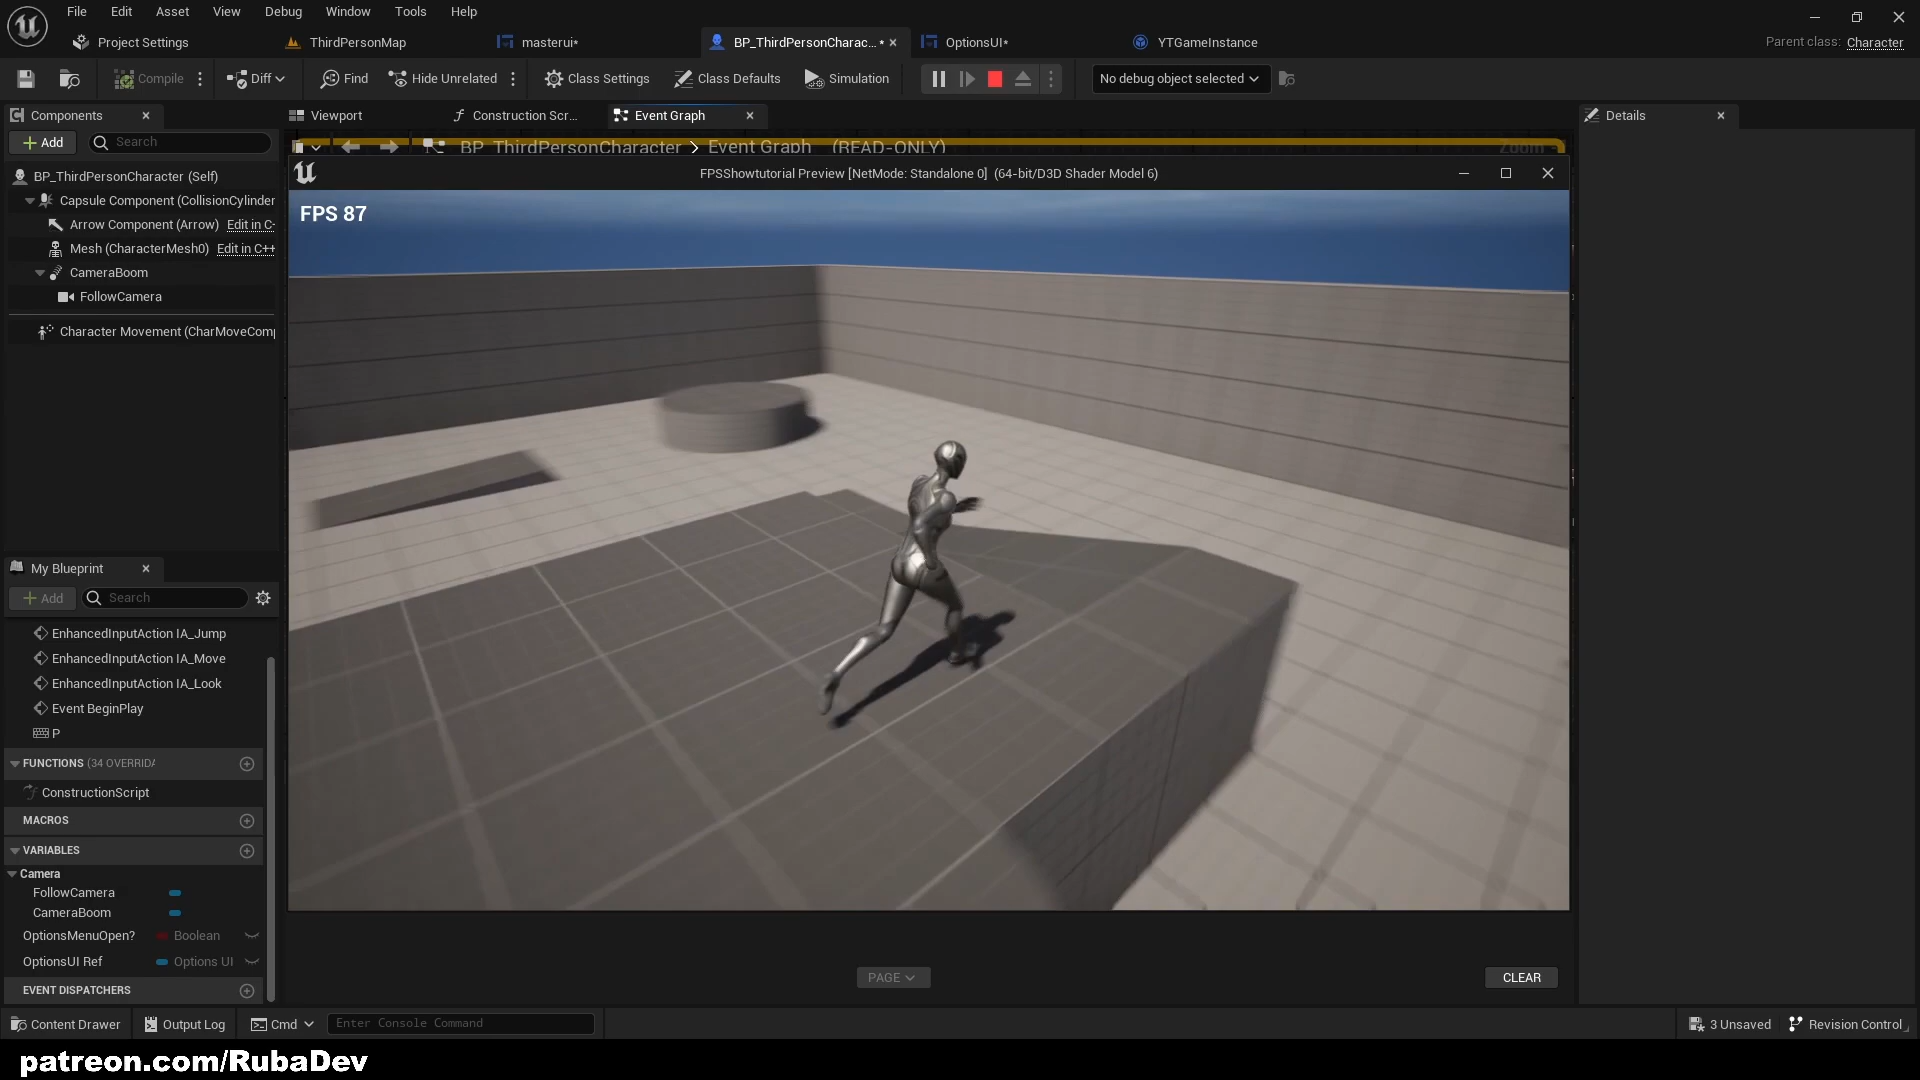 File Edit Asset View Debug Window Tools Help
Project Settings ThirdPersonMap masterui* BP_ThirdPersonCharac...* OptionsUI* YTGameInstance Parent class: Character
Compile Diff Find Hide Unrelated Class Settings Class Defaults Simulation No debug object selected
Components Viewport Construction Scr... Event Graph Details
Add Search
BP_ThirdPersonCharacter > Event Graph (READ-ONLY) Zoom -
FPSShowtutorial Preview [NetMode: Standalone 0] (64-bit/D3D Shader Model 6)
BP_ThirdPersonCharacter (Self)
Capsule Component (CollisionCylinder
FPS 87
Arrow Component (Arrow) Edit in C-
Mesh (CharacterMesh0) Edit in C++
CameraBoom
FollowCamera
Character Movement (CharMoveComp
My Blueprint
Add Search
EnhancedInputAction IA_Jump
EnhancedInputAction IA_Move
EnhancedInputAction IA_Look
Event BeginPlay
P
FUNCTIONS (34 OVERRIDA
ConstructionScript
MACROS
VARIABLES
Camera
FollowCamera
CameraBoom
OptionsMenuOpen? Boolean
OptionsUI Ref Options UI
EVENT DISPATCHERS
PAGE CLEAR
Content Drawer Output Log Cmd Enter Console Command 3 Unsaved Revision Control
patreon.com/RubaDev